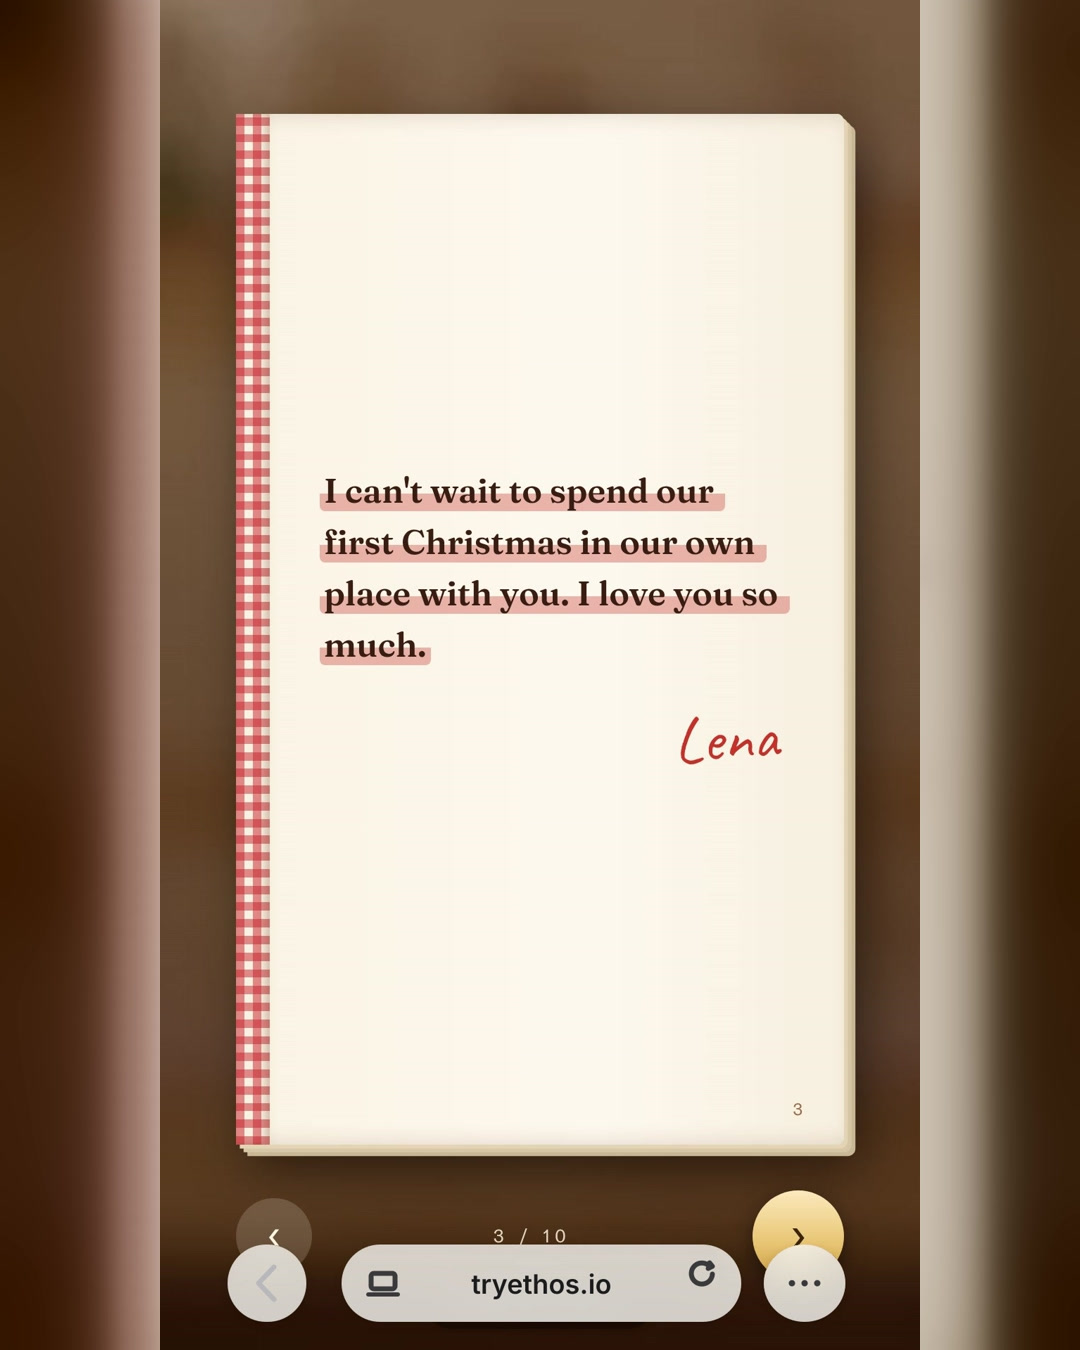 I can't wait to spend our
first Christmas in our own
place with you. I love you so
much.
Lena
3
3 / 10
tryethos.io